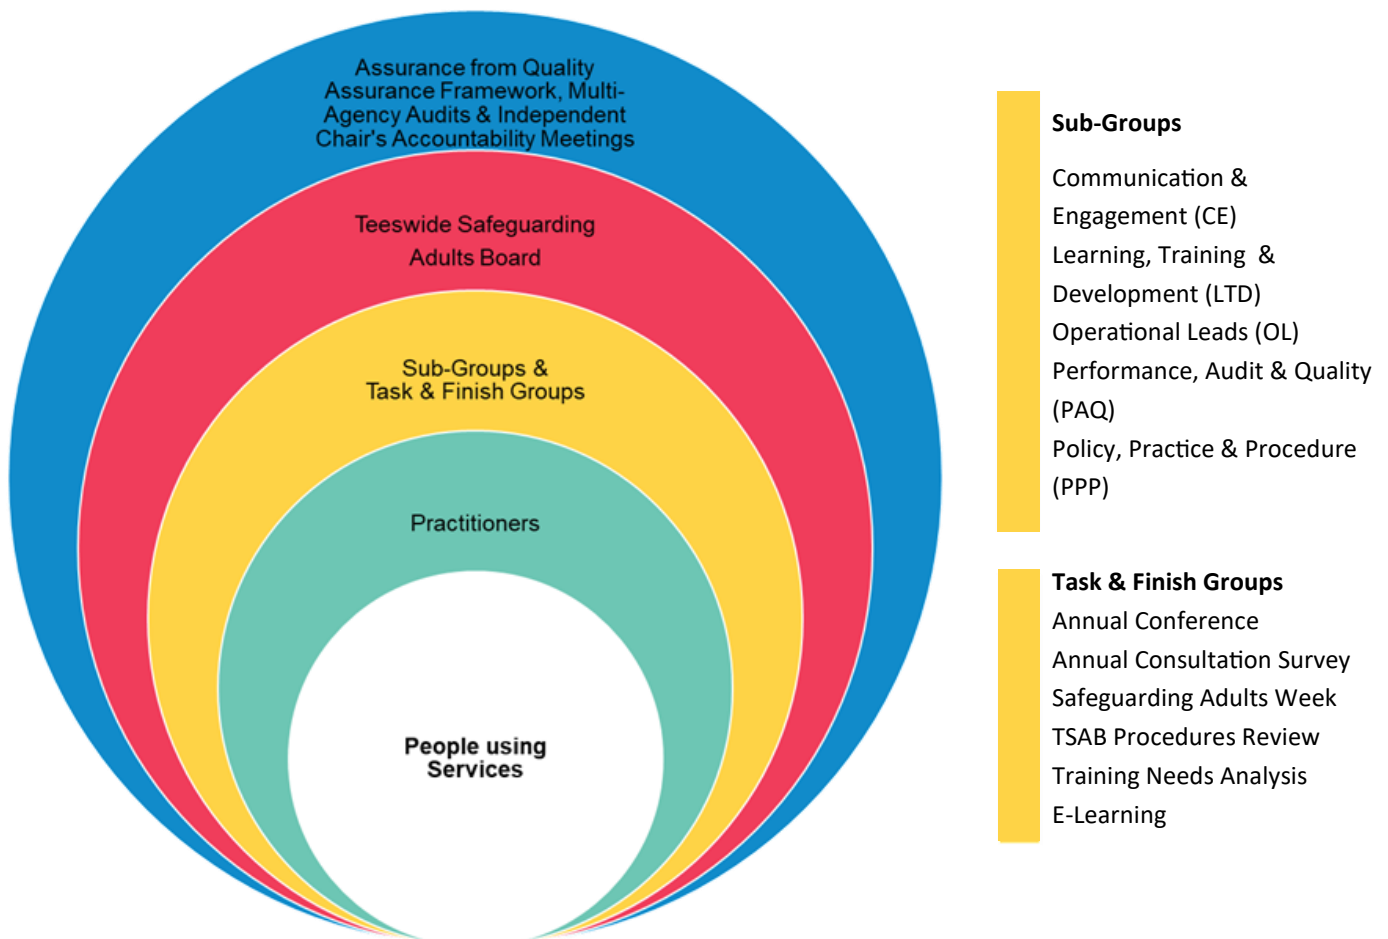 Assurance from Quality
Assurance Framework, Multi-
Agency Audits & Independent
Chair's Accountability Meetings
Teeswide Safeguarding
Adults Board
Sub-Groups &
Task & Finish Groups
Practitioners
People using
Services
Sub-Groups
Communication &
Engagement (CE)
Learning, Training &
Development (LTD)
Operational Leads (OL)
Performance, Audit & Quality
(PAQ)
Policy, Practice & Procedure
(PPP)
Task & Finish Groups
Annual Conference
Annual Consultation Survey
Safeguarding Adults Week
TSAB Procedures Review
Training Needs Analysis
E-Learning